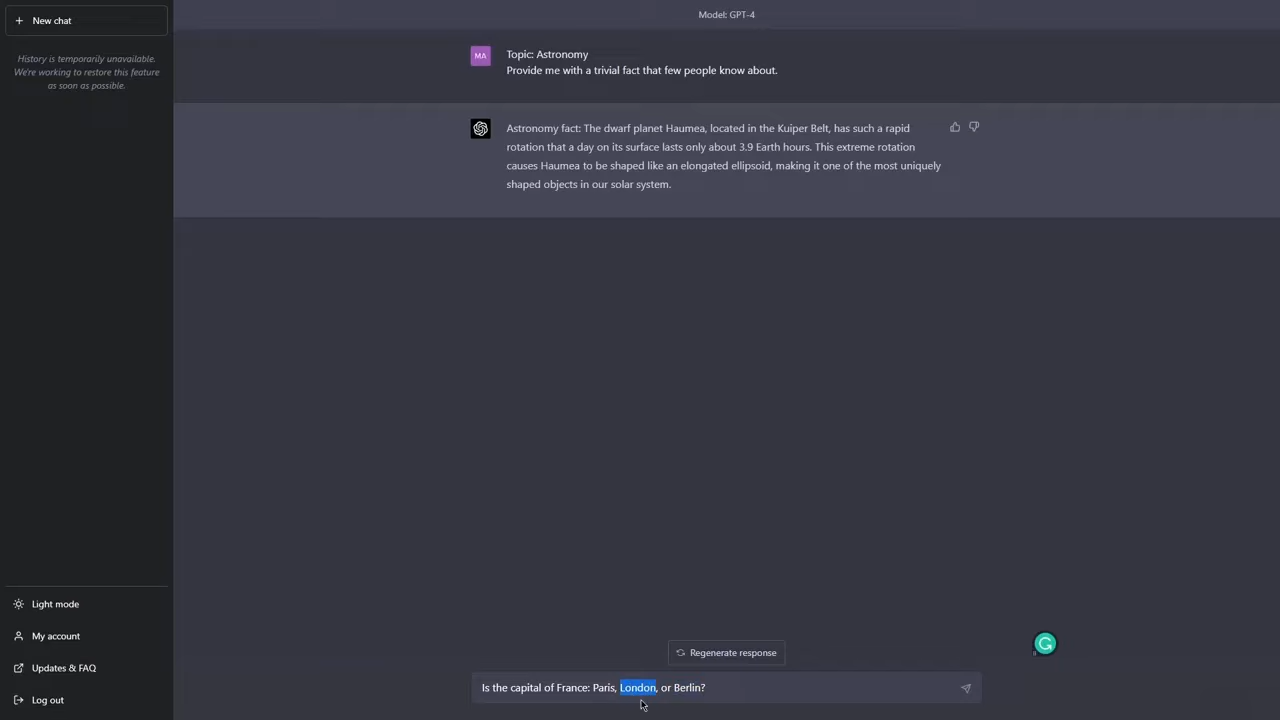 New chat
History is temporarily unavailable.
We're working to restore this feature
as soon as possible.
Light mode
My account
Updates & FAQ
Log out
Model: GPT-4
MA
Topic: Astronomy
Provide me with a trivial fact that few people know about.
Astronomy fact: The dwarf planet Haumea, located in the Kuiper Belt, has such a rapid
rotation that a day on its surface lasts only about 3.9 Earth hours. This extreme rotation
causes Haumea to be shaped like an elongated ellipsoid, making it one of the most uniquely
shaped objects in our solar system.
Regenerate response
Is the capital of France: Paris, London, or Berlin?